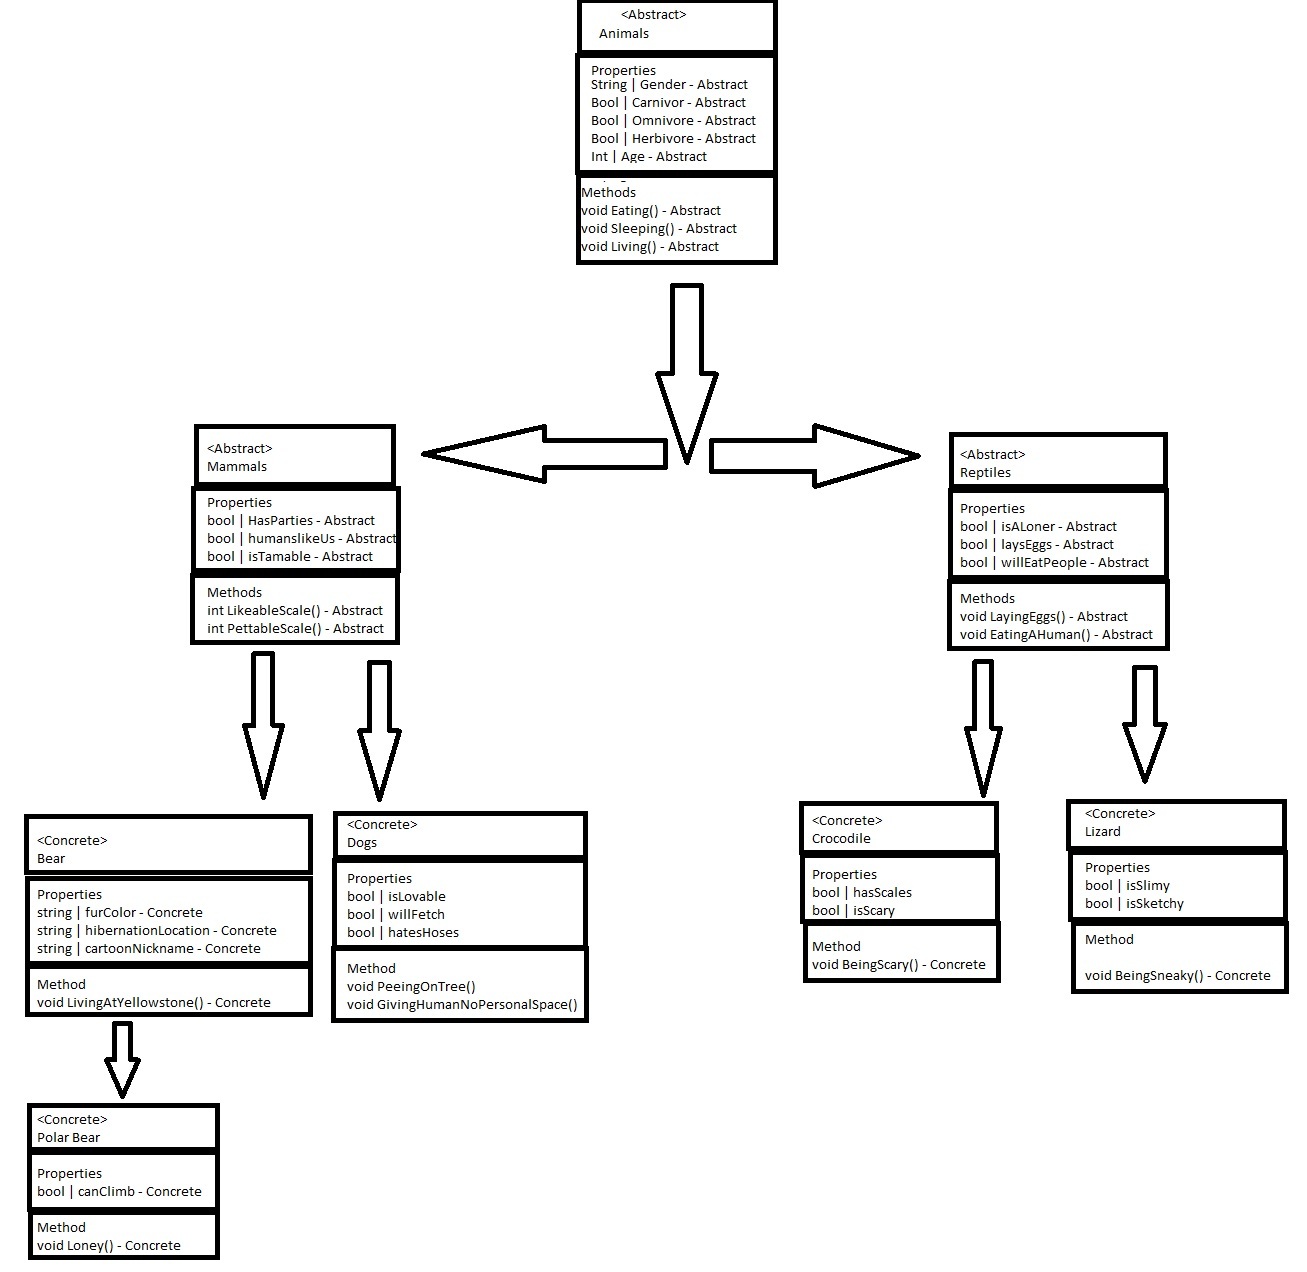 <Abstract>
Animals
Properties
String | Gender - Abstract
Bool | Carnivor - Abstract
Bool | Omnivore - Abstract
Bool | Herbivore - Abstract
Int | Age - Abstract
Methods
void Eating() - Abstract
void Sleeping() - Abstract
void Living() - Abstract
<Abstract>
Mammals
Properties
bool | HasParties - Abstract
bool | humanslikeUs - Abstract
bool | isTamable - Abstract
Methods
int LikeableScale() - Abstract
int PettableScale() - Abstract
<Abstract>
Reptiles
Properties
bool | isALoner - Abstract
bool | laysEggs - Abstract
bool | willEatPeople - Abstract
Methods
void LayingEggs() - Abstract
void EatingAHuman() - Abstract
<Concrete>
Bear
Properties
string | furColor - Concrete
string | hibernationLocation - Concrete
string | cartoonNickname - Concrete
Method
void LivingAtYellowstone() - Concrete
<Concrete>
Dogs
Properties
bool | isLovable
bool | willFetch
bool | hatesHoses
Method
void PeeingOnTree()
void GivingHumanNoPersonalSpace()
<Concrete>
Crocodile
Properties
bool | hasScales
bool | isScary
Method
void BeingScary() - Concrete
<Concrete>
Lizard
Properties
bool | isSlimy
bool | isSketchy
Method
void BeingSneaky() - Concrete
<Concrete>
Polar Bear
Properties
bool | canClimb - Concrete
Method
void Loney() - Concrete